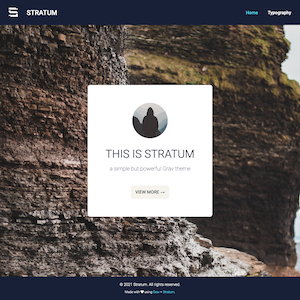 STRATUM
Home Typography
THIS IS STRATUM
a simple but powerful Grav theme
VIEW MORE →
© 2021 Stratum. All rights reserved.
Made with ♥ using Grav + Stratum.